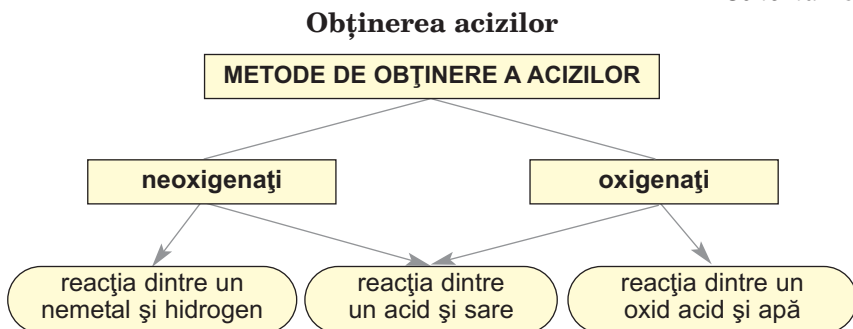 Obținerea acizilor
METODE DE OBŢINERE A ACIZILOR
neoxigenaţi
oxigenaţi
reacţia dintre un
nemetal şi hidrogen
reacţia dintre
un acid şi sare
reacţia dintre un
oxid acid şi apă